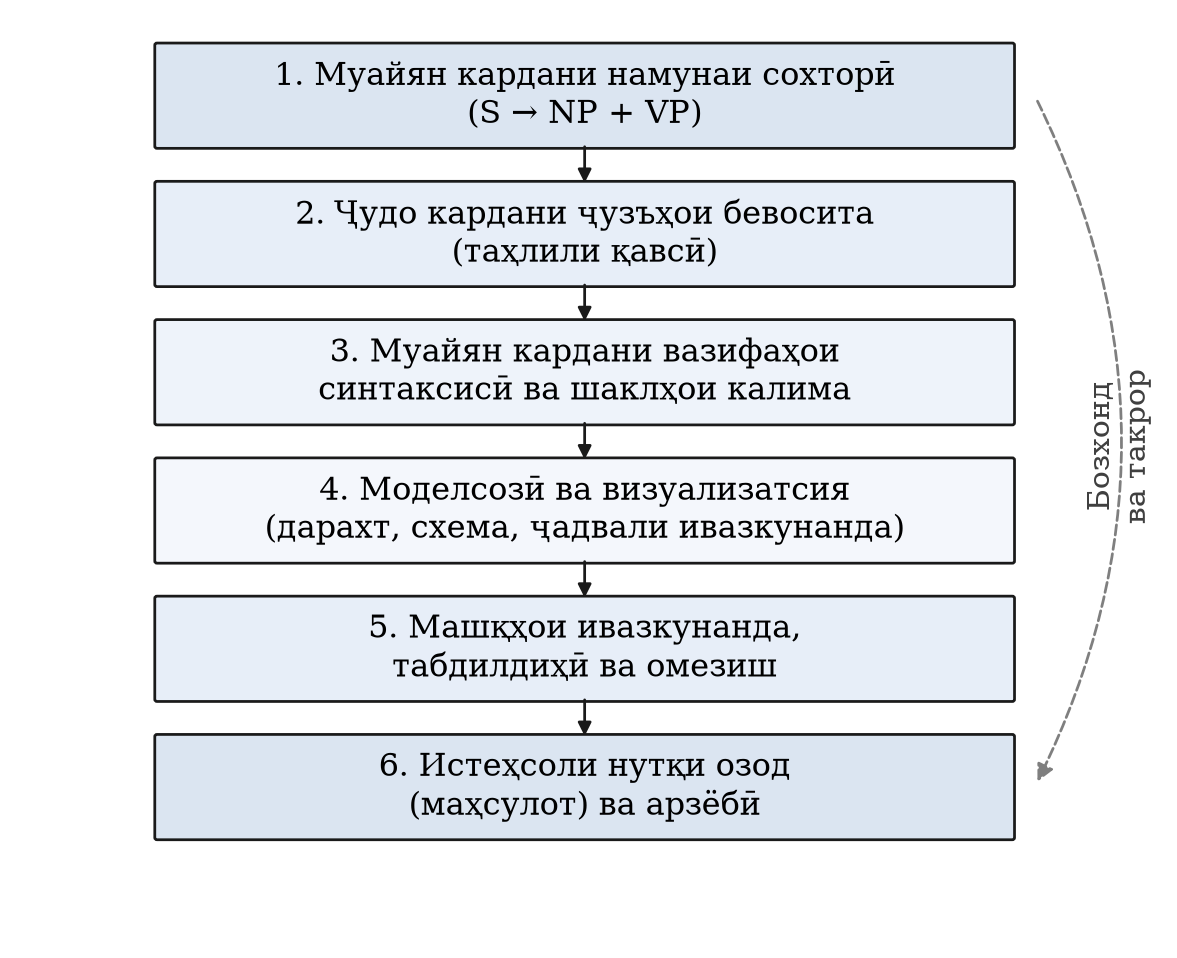 1. Муайян кардани намунаи сохторӣ
(S → NP + VP)
2. Ҷудо кардани ҷузъҳои бевосита
(таҳлили қавсӣ)
3. Муайян кардани вазифаҳои
синтаксисӣ ва шаклҳои калима
4. Моделсозӣ ва визуализатсия
(дарахт, схема, ҷадвали ивазкунанда)
5. Машқҳои ивазкунанда,
табдилдиҳӣ ва омезиш
6. Истеҳсоли нутқи озод
(маҳсулот) ва арзёбӣ
Бозхонд
ва такрор